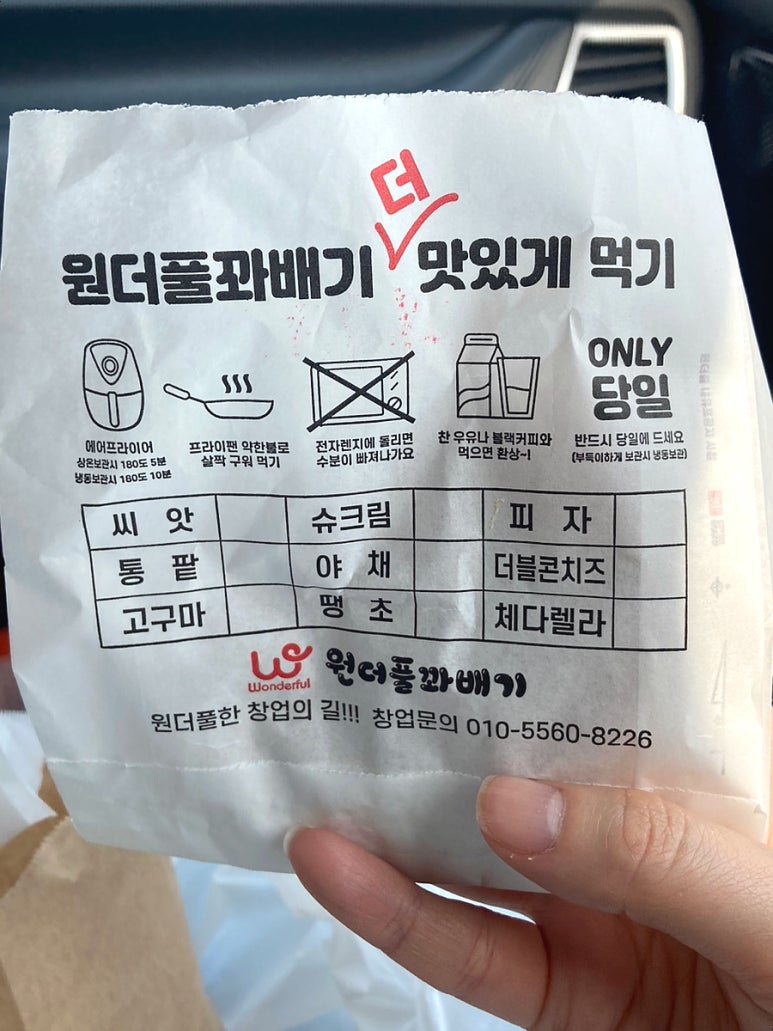 더
원더풀꽈배기 맛있게 먹기
에어프라이어
상온보관시 180도 5분
냉동보관시 180도 10분
프라이팬 약한불로
살짝 구워 먹기
전자렌지에 돌리면
수분이 빠져나가요
찬 우유나 블랙커피와
먹으면 환상~!
ONLY
당일
반드시 당일에 드세요
(부득이하게 보관시 냉동보관)
씨 앗 슈크림 피 자
통 팥 야 채 더블콘치즈
고구마 땡 초 체다렐라
Wonderful
원더풀꽈배기
원더풀한 창업의 길!!! 창업문의 010-5560-8226